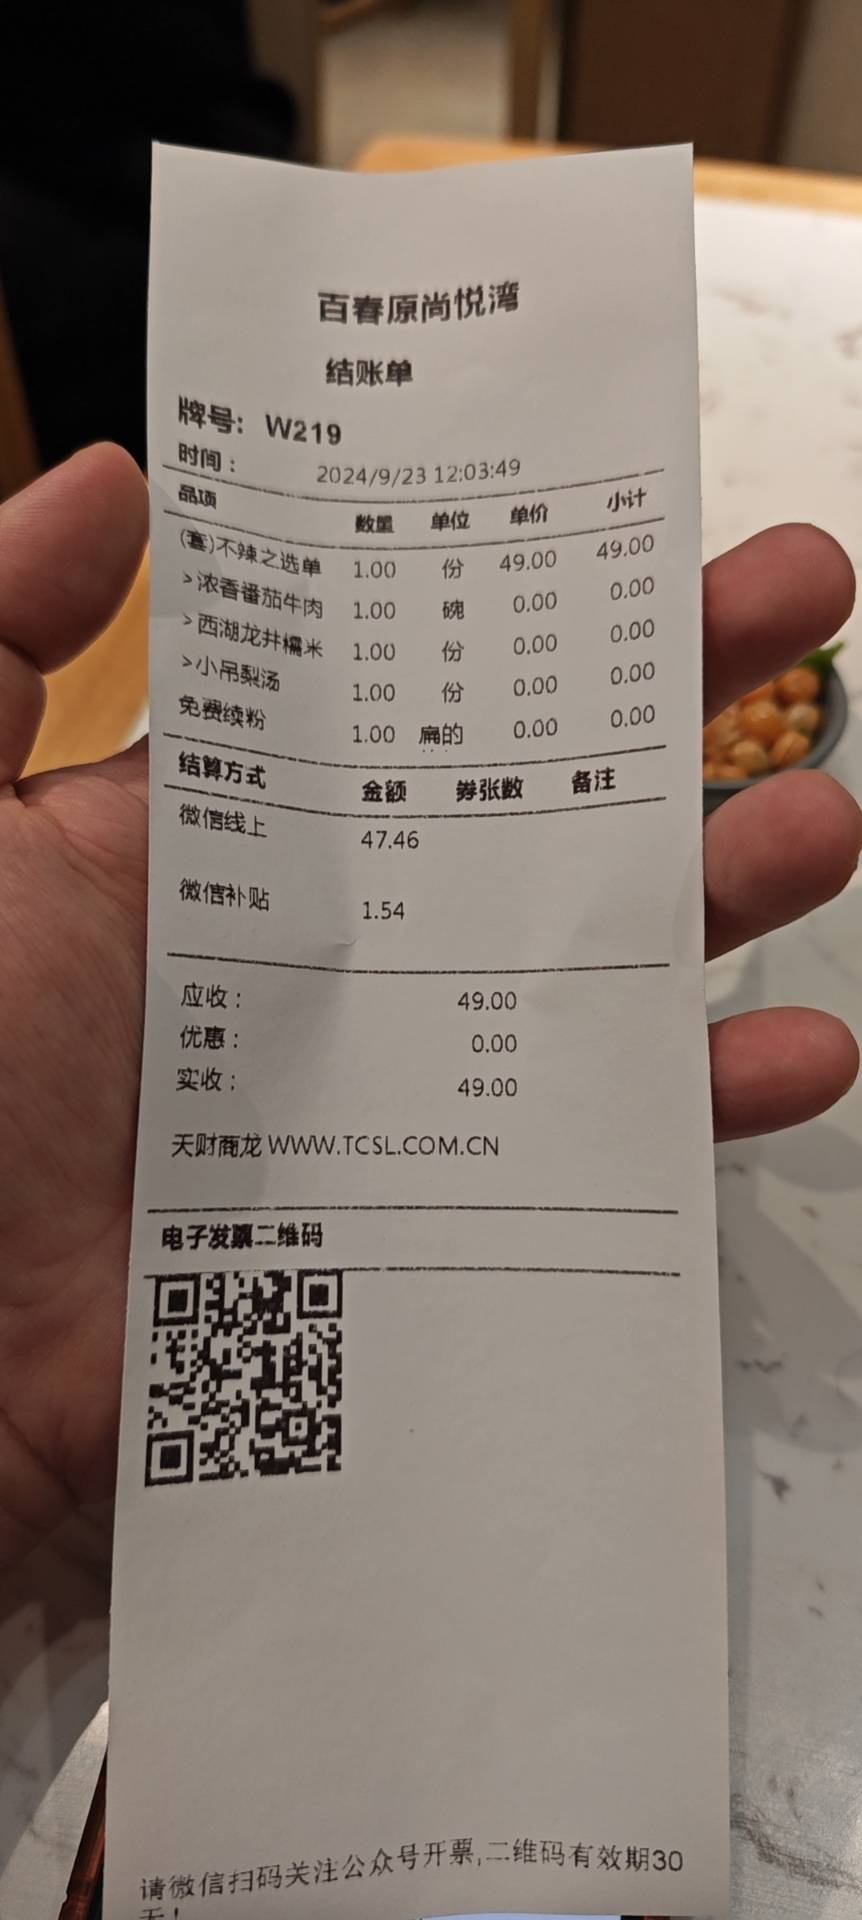 百春原尚悦湾
结账单
牌号: W219
时间： 2024/9/23 12:03:49
品项 数量 单位 单价 小计
(套)不辣之选单 1.00 份 49.00 49.00
>浓香番茄牛肉 1.00 碗 0.00 0.00
>西湖龙井糯米 1.00 份 0.00 0.00
>小吊梨汤 1.00 份 0.00 0.00
免费续粉 1.00 扁的 0.00 0.00
结算方式 金额 券张数 备注
微信线上 47.46
微信补贴 1.54
应收： 49.00
优惠： 0.00
实收： 49.00
天财商龙 WWW.TCSL.COM.CN
电子发票二维码
请微信扫码关注公众号开票,二维码有效期30
天!